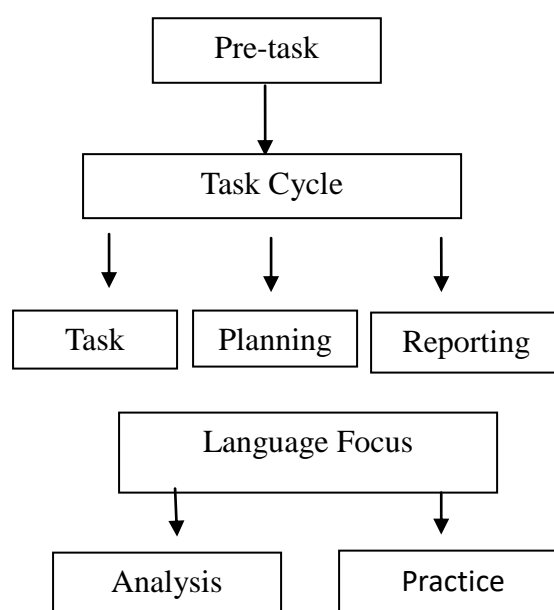 Pre-task
Task Cycle
Task Planning Reporting
Language Focus
Analysis Practice